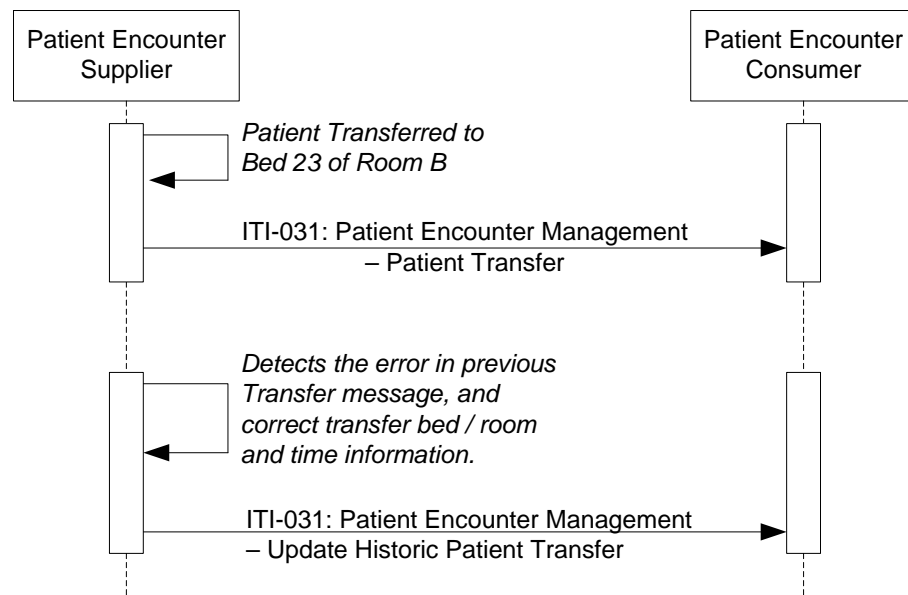 Patient Encounter
Supplier
Patient Encounter
Consumer
Patient Transferred to
Bed 23 of Room B
ITI-031: Patient Encounter Management
– Patient Transfer
Detects the error in previous
Transfer message, and
correct transfer bed / room
and time information.
ITI-031: Patient Encounter Management
– Update Historic Patient Transfer